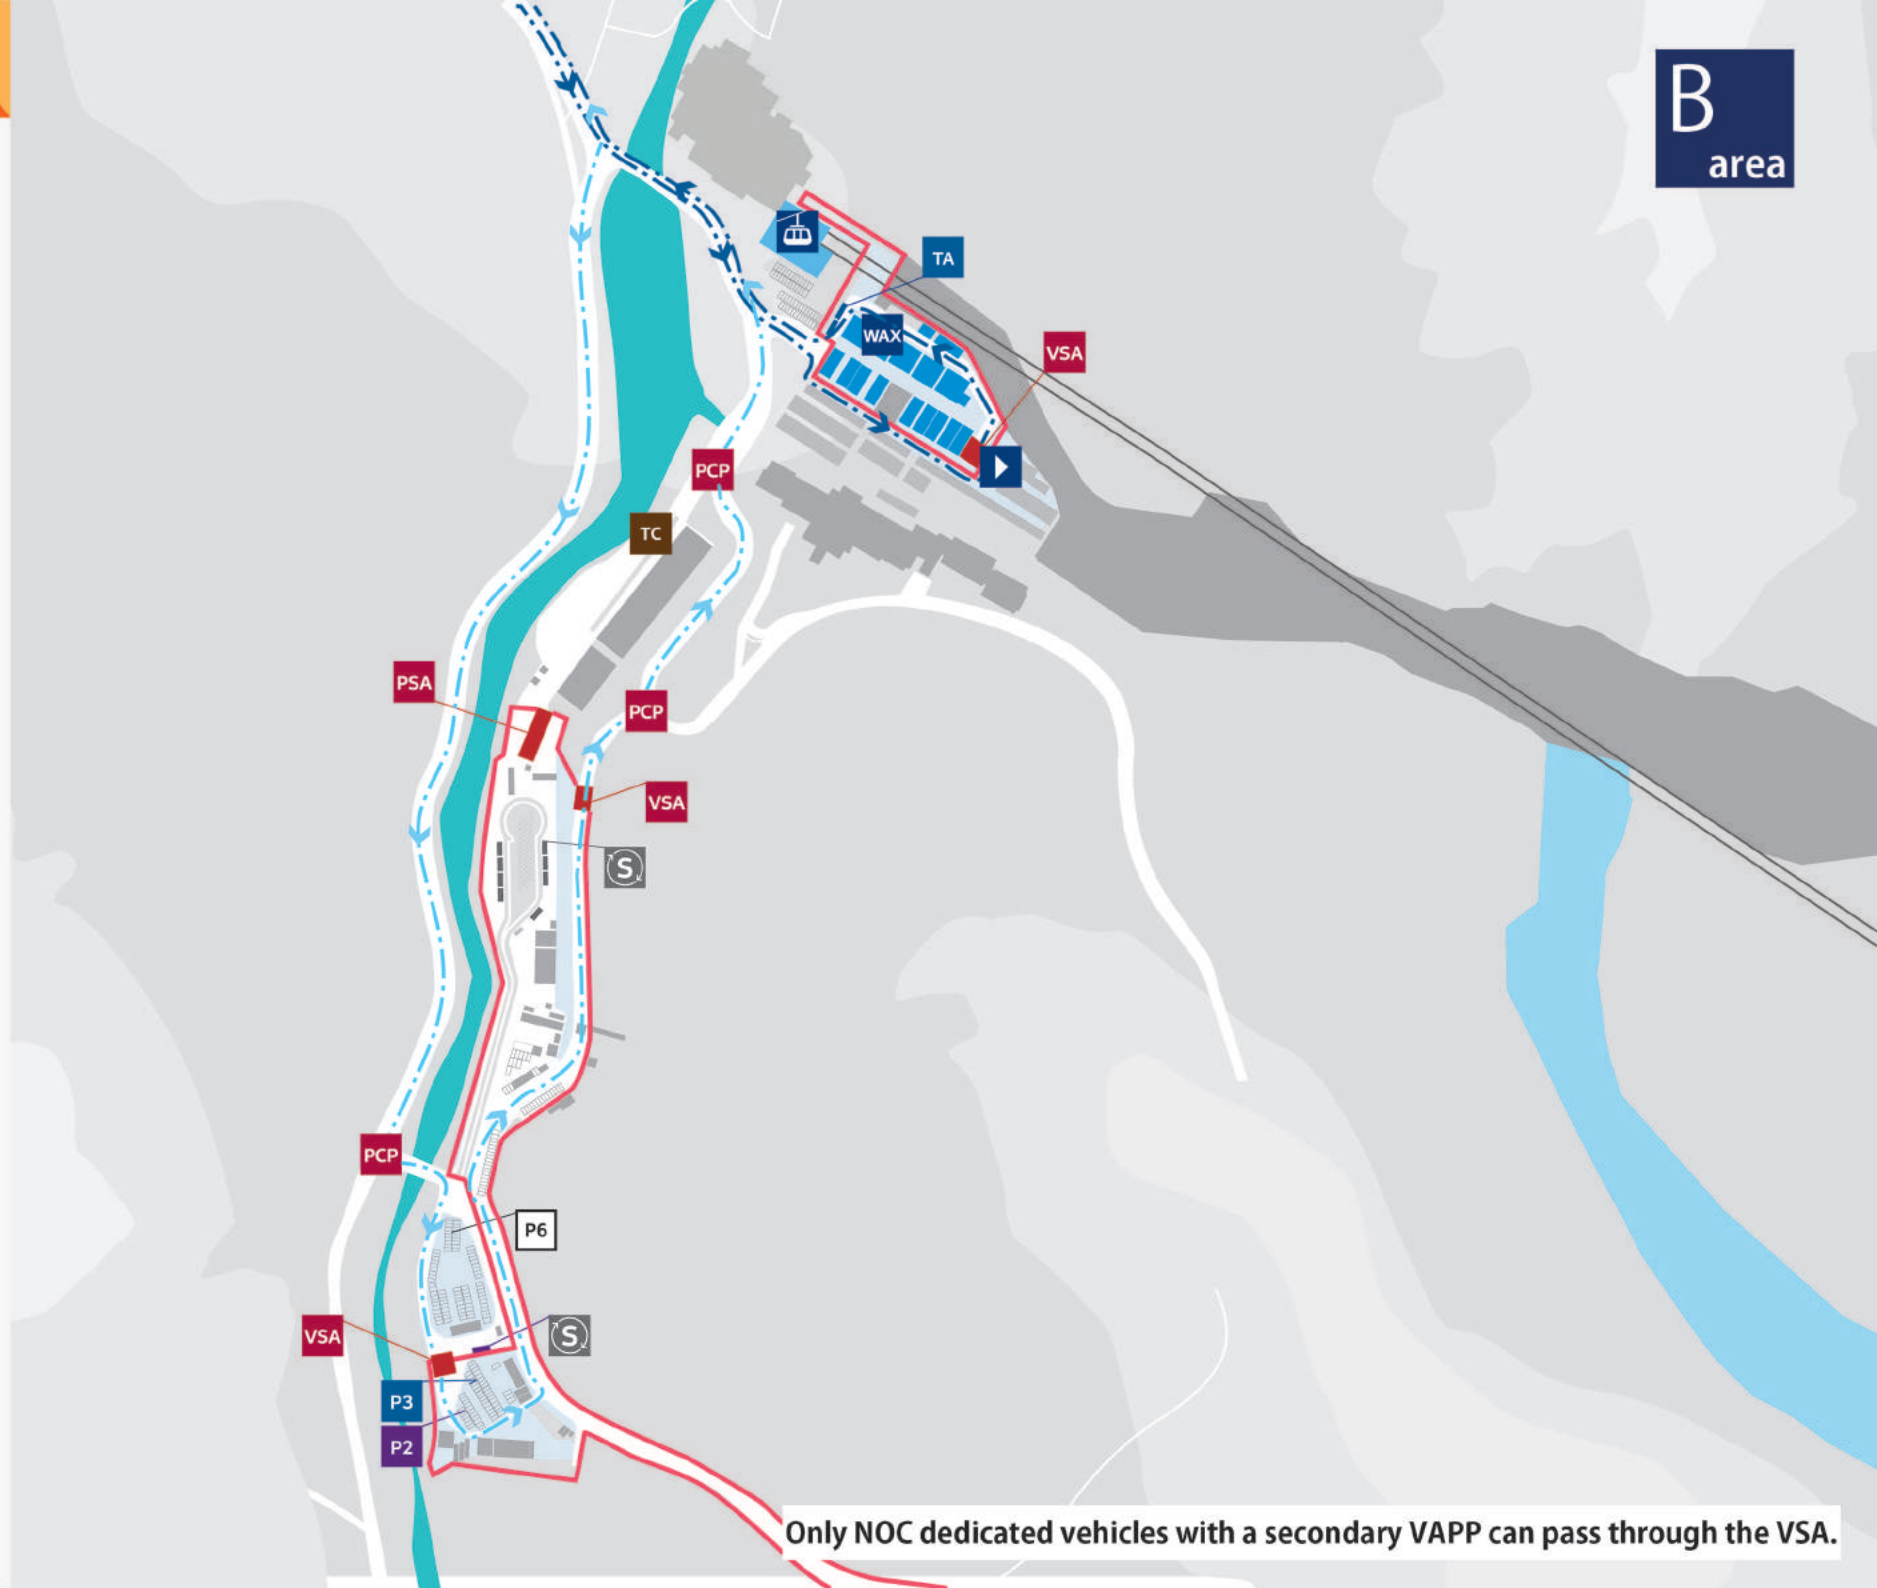 B
area
TA
WAX
VSA
PCP
TC
PSA
PCP
VSA
S
PCP
P6
VSA
S
P3
P2
Only NOC dedicated vehicles with a secondary VAPP can pass through the VSA.